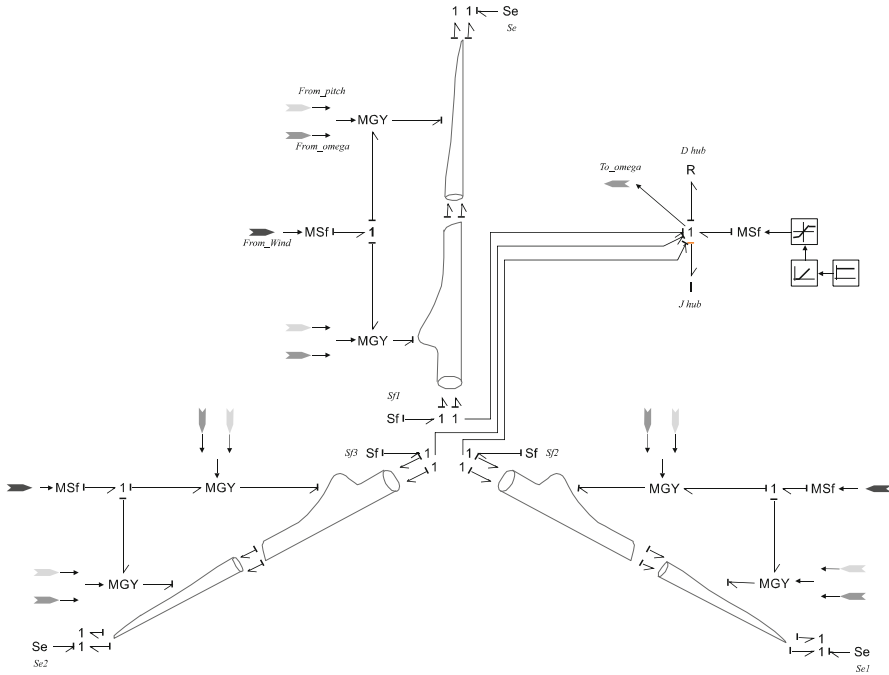 1 1 Se
Se
From_pitch
MGY
From_omega
D hub
R
To_omega
MSf 1
From_Wind
1 MSf
I
J hub
MGY
Sf1
Sf 1 1
Sf3 Sf 1
1 Sf Sf2
1 1
MSf 1 MGY
MGY 1 MSf
MGY
MGY
1
Se 1
Se2
1
1 Se
Se1